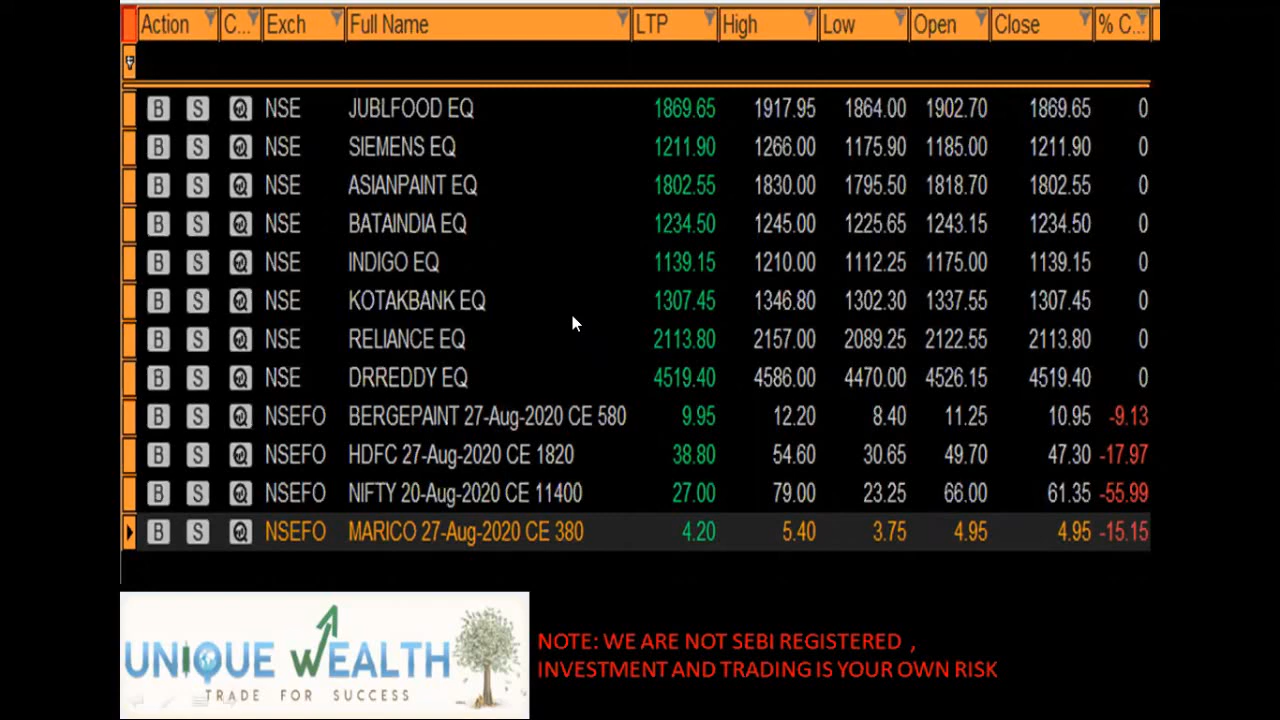 Action C... Exch Full Name LTP High Low Open Close % C...
B S NSE JUBLFOOD EQ 1869.65 1917.95 1864.00 1902.70 1869.65 0
B S NSE SIEMENS EQ 1211.90 1266.00 1175.90 1185.00 1211.90 0
B S NSE ASIANPAINT EQ 1802.55 1830.00 1795.50 1818.70 1802.55 0
B S NSE BATAINDIA EQ 1234.50 1245.00 1225.65 1243.15 1234.50 0
B S NSE INDIGO EQ 1139.15 1210.00 1112.25 1175.00 1139.15 0
B S NSE KOTAKBANK EQ 1307.45 1346.80 1302.30 1337.55 1307.45 0
B S NSE RELIANCE EQ 2113.80 2157.00 2089.25 2122.55 2113.80 0
B S NSE DRREDDY EQ 4519.40 4586.00 4470.00 4526.15 4519.40 0
B S NSEFO BERGEPAINT 27-Aug-2020 CE 580 9.95 12.20 8.40 11.25 10.95 -9.13
B S NSEFO HDFC 27-Aug-2020 CE 1820 38.80 54.60 30.65 49.70 47.30 -17.97
B S NSEFO NIFTY 20-Aug-2020 CE 11400 27.00 79.00 23.25 66.00 61.35 -55.99
B S NSEFO MARICO 27-Aug-2020 CE 380 4.20 5.40 3.75 4.95 4.95 -15.15
UNIQUE WEALTH
TRADE FOR SUCCESS
NOTE: WE ARE NOT SEBI REGISTERED ,
INVESTMENT AND TRADING IS YOUR OWN RISK